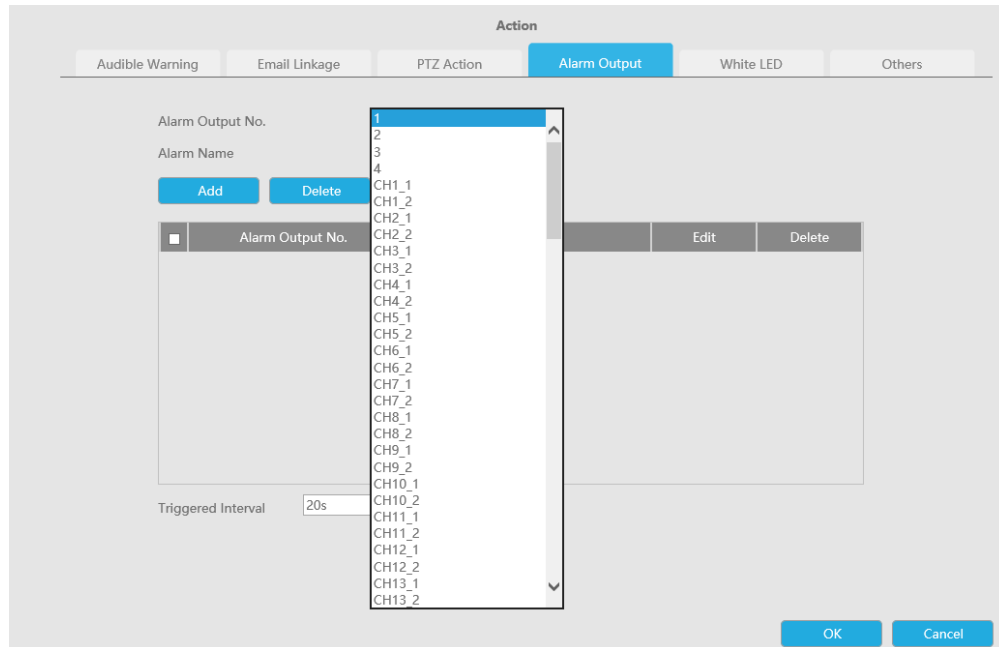 Action
Audible Warning Email Linkage PTZ Action Alarm Output White LED Others
Alarm Output No.
Alarm Name
Add Delete
1
2
3
4
CH1_1
CH1_2
CH2_1
CH2_2
CH3_1
CH3_2
CH4_1
CH4_2
CH5_1
CH5_2
CH6_1
CH6_2
CH7_1
CH7_2
CH8_1
CH8_2
CH9_1
CH9_2
CH10_1
CH10_2
CH11_1
CH11_2
CH12_1
CH12_2
CH13_1
CH13_2
Alarm Output No. Edit Delete
Triggered Interval 20s
OK Cancel